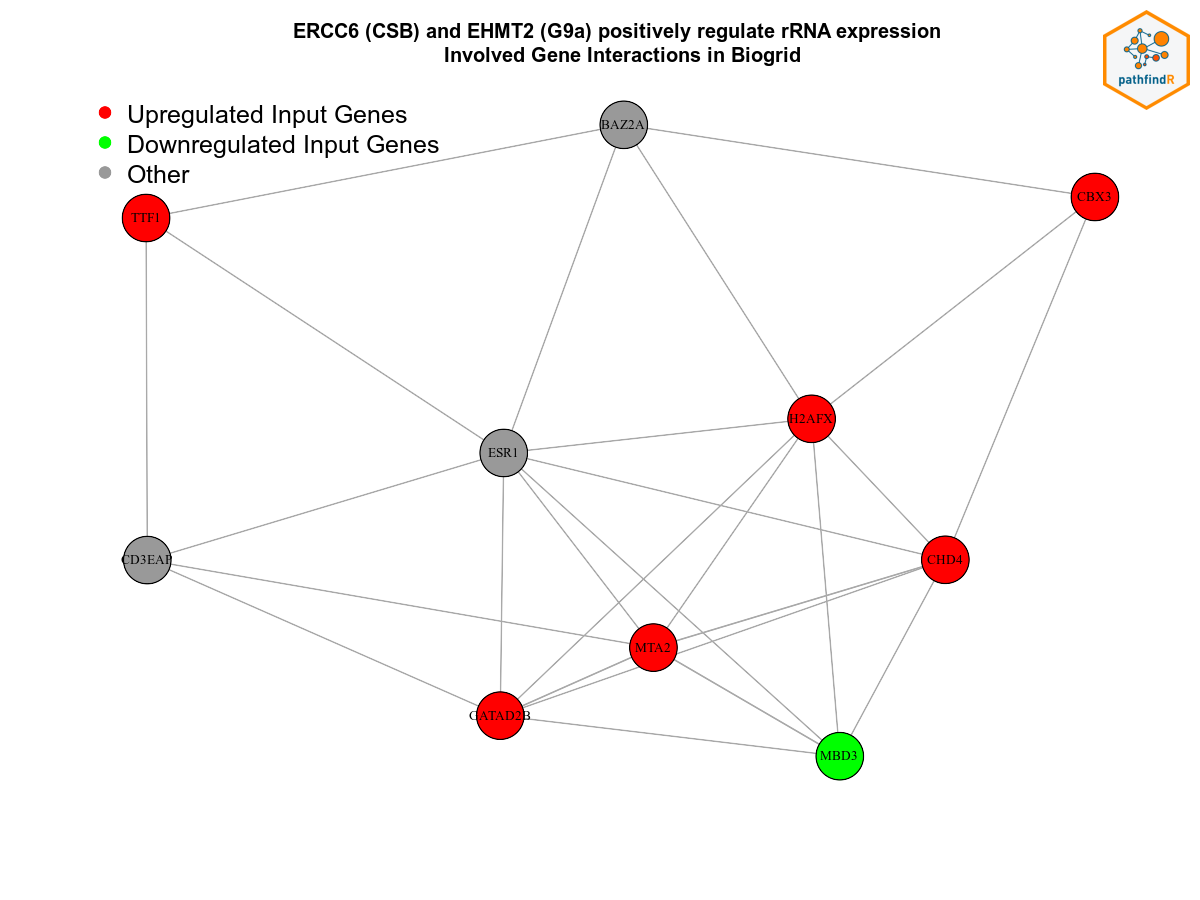 ERCC6 (CSB) and EHMT2 (G9a) positively regulate rRNA expression
Involved Gene Interactions in Biogrid
pathfindR
Upregulated Input Genes
Downregulated Input Genes
Other
BAZ2A
CBX3
TTF1
H2AFX
ESR1
CD3EAP
CHD4
MTA2
GATAD2B
MBD3